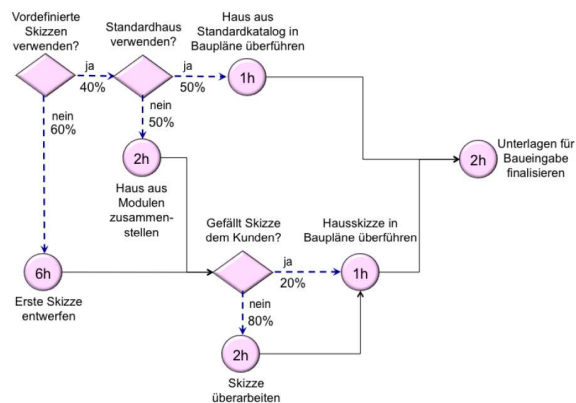 Vordefinierte
Skizzen
verwenden?
Standardhaus
verwenden?
Haus aus
Standardkatalog in
Baupläne überführen
ja
40%
ja
50%
1h
nein
60%
nein
50%
2h
Haus aus
Modulen
zusammen-
stellen
2h
Unterlagen für
Baueingabe
finalisieren
Gefällt Skizze
dem Kunden?
Hausskizze in
Baupläne überführen
6h
Erste Skizze
entwerfen
ja
20%
1h
nein
80%
2h
Skizze
überarbeiten